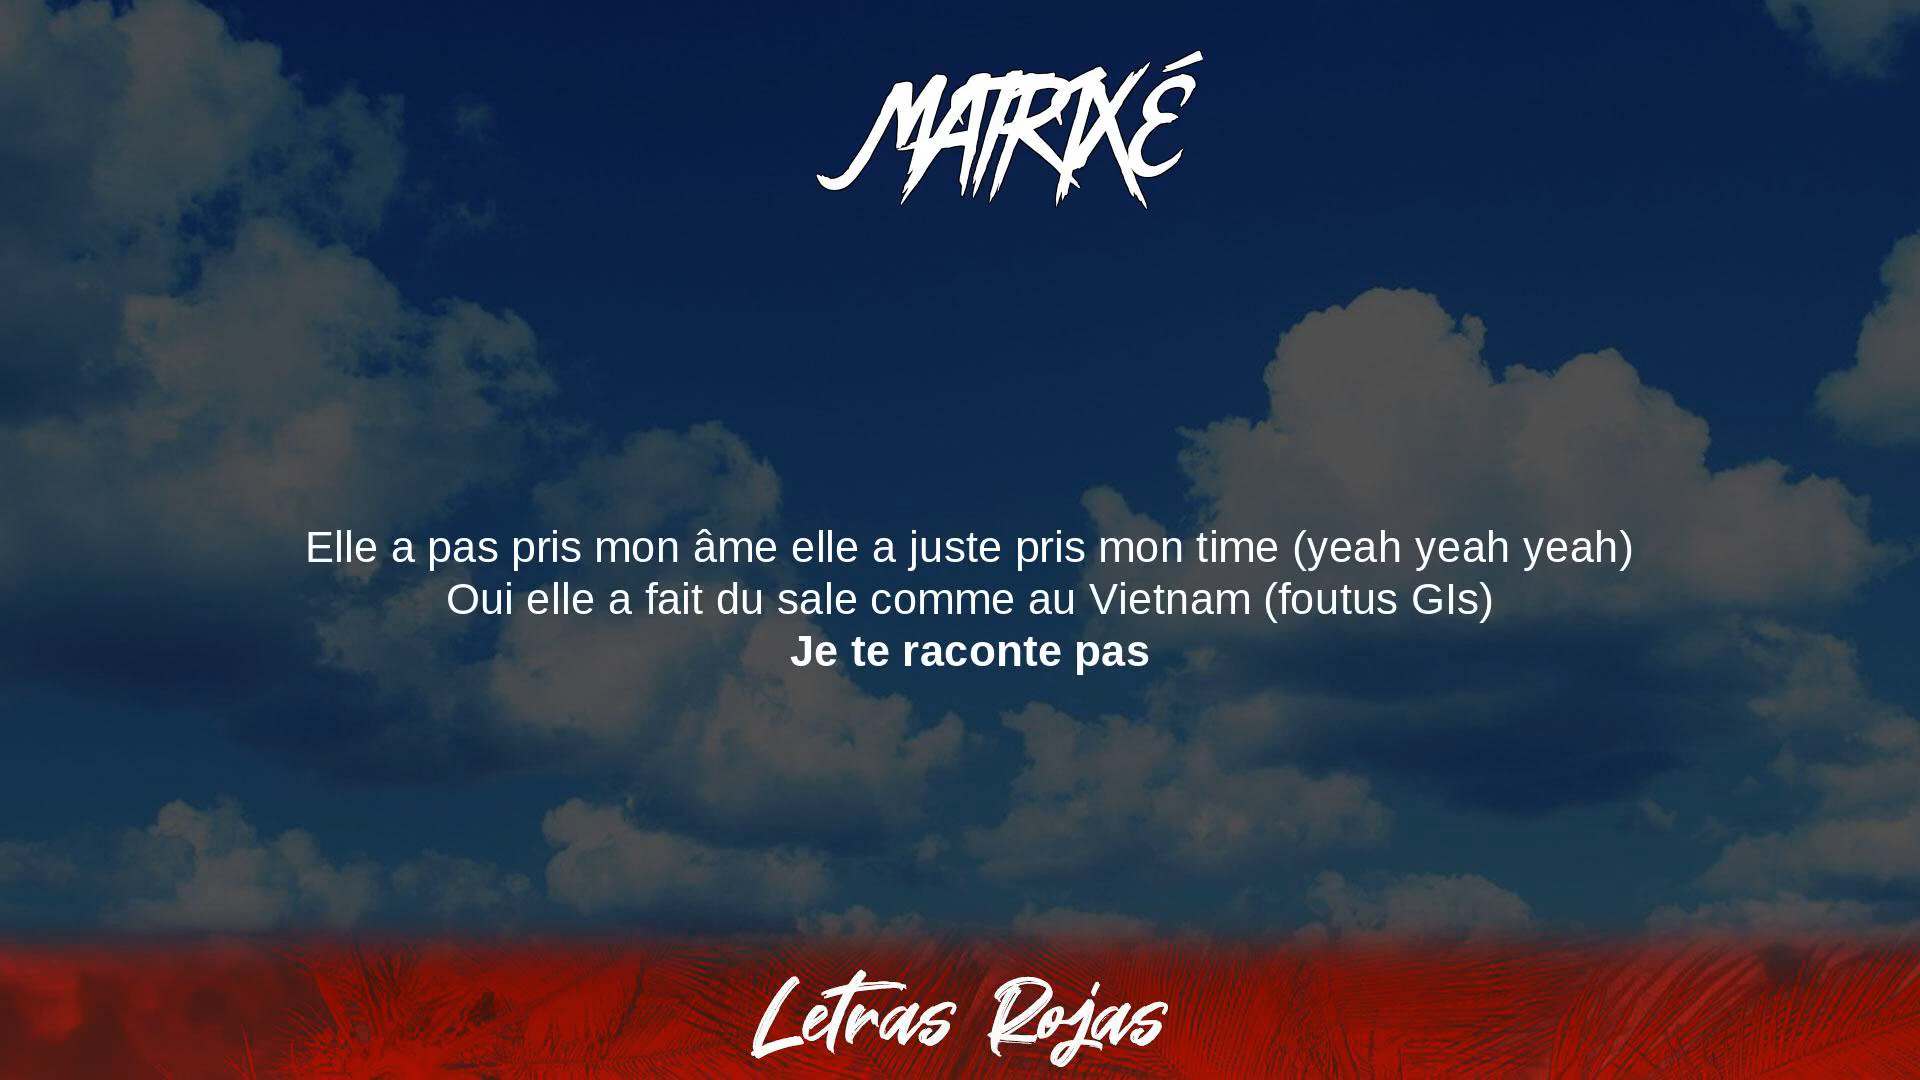 MATRIXÉ
Elle a pas pris mon âme elle a juste pris mon time (yeah yeah yeah)
Oui elle a fait du sale comme au Vietnam (foutus GIs)
Je te raconte pas
Letras Rojas